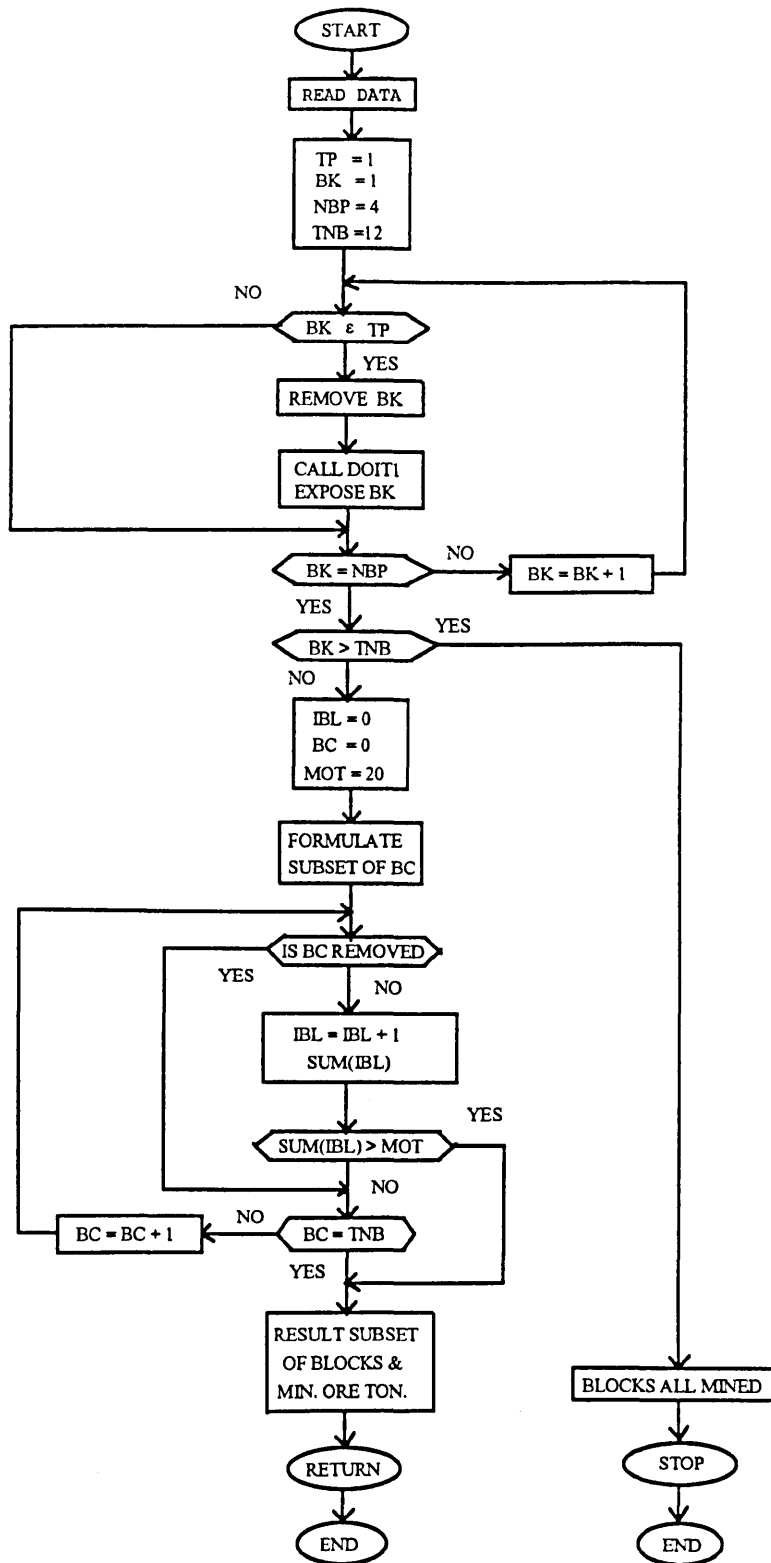 START
READ DATA
TP = 1
BK = 1
NBP = 4
TNB =12
NO
BK ε TP
YES
REMOVE BK
CALL DOIT1
EXPOSE BK
BK = NBP
NO
BK = BK + 1
YES
YES
BK > TNB
NO
IBL = 0
BC = 0
MOT = 20
FORMULATE
SUBSET OF BC
IS BC REMOVED
YES
NO
IBL = IBL + 1
SUM(IBL)
YES
SUM(IBL) > MOT
NO
NO
BC = BC + 1
BC = TNB
YES
RESULT SUBSET
OF BLOCKS &
MIN. ORE TON.
BLOCKS ALL MINED
RETURN
STOP
END
END